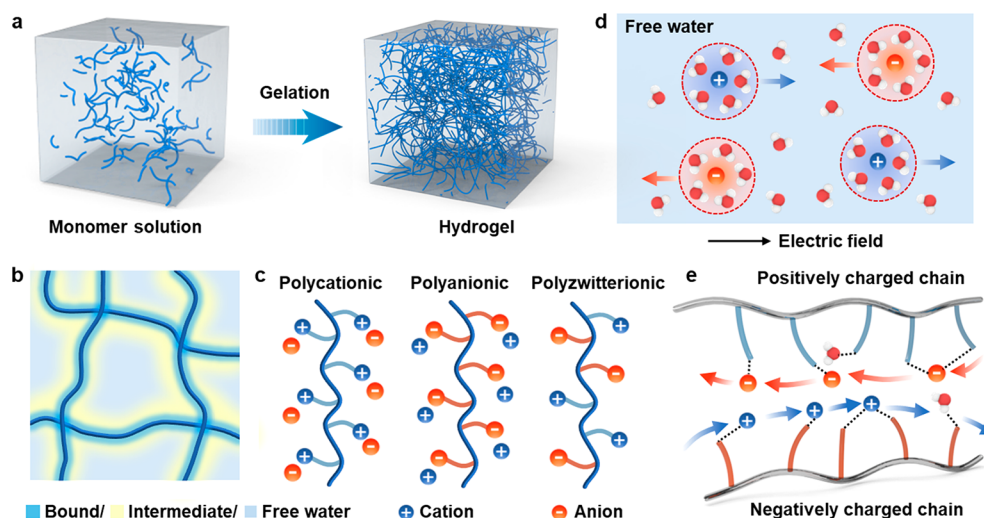 a
Gelation
Monomer solution
Hydrogel
b
Bound/ Intermediate/ Free water
c
Polycationic Polyanionic Polyzwitterionic
Cation Anion
d
Free water
Electric field
e
Positively charged chain
Negatively charged chain